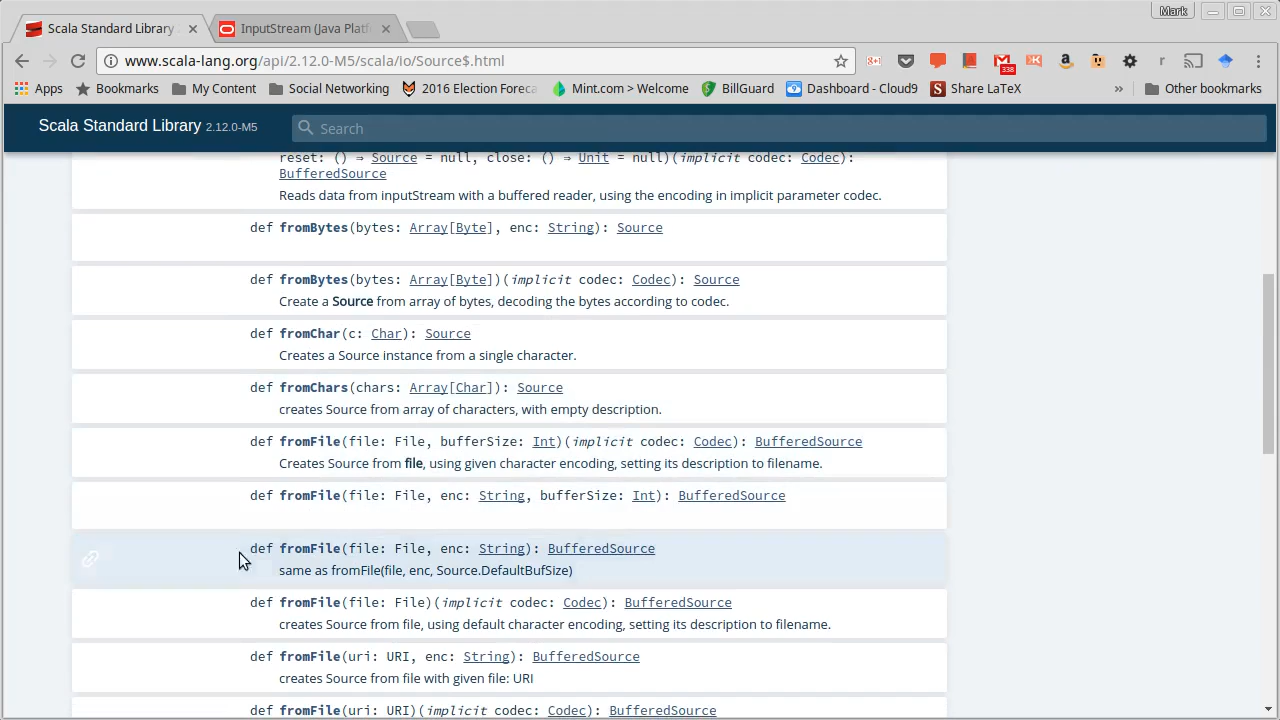 Mark
Scala Standard Library
InputStream (Java Platf
www.scala-lang.org/api/2.12.0-M5/scala/io/Source$.html
338
Apps Bookmarks My Content Social Networking 2016 Election Foreca Mint.com > Welcome BillGuard Dashboard - Cloud9 Share LaTeX » Other bookmarks
Scala Standard Library 2.12.0-M5 Search
reset: () ⇒ Source = null, close: () ⇒ Unit = null)(implicit codec: Codec):
BufferedSource
Reads data from inputStream with a buffered reader, using the encoding in implicit parameter codec.
def fromBytes(bytes: Array[Byte], enc: String): Source
def fromBytes(bytes: Array[Byte])(implicit codec: Codec): Source
Create a Source from array of bytes, decoding the bytes according to codec.
def fromChar(c: Char): Source
Creates a Source instance from a single character.
def fromChars(chars: Array[Char]): Source
creates Source from array of characters, with empty description.
def fromFile(file: File, bufferSize: Int)(implicit codec: Codec): BufferedSource
Creates Source from file, using given character encoding, setting its description to filename.
def fromFile(file: File, enc: String, bufferSize: Int): BufferedSource
def fromFile(file: File, enc: String): BufferedSource
same as fromFile(file, enc, Source.DefaultBufSize)
def fromFile(file: File)(implicit codec: Codec): BufferedSource
creates Source from file, using default character encoding, setting its description to filename.
def fromFile(uri: URI, enc: String): BufferedSource
creates Source from file with given file: URI
def fromFile(uri: URI)(implicit codec: Codec): BufferedSource